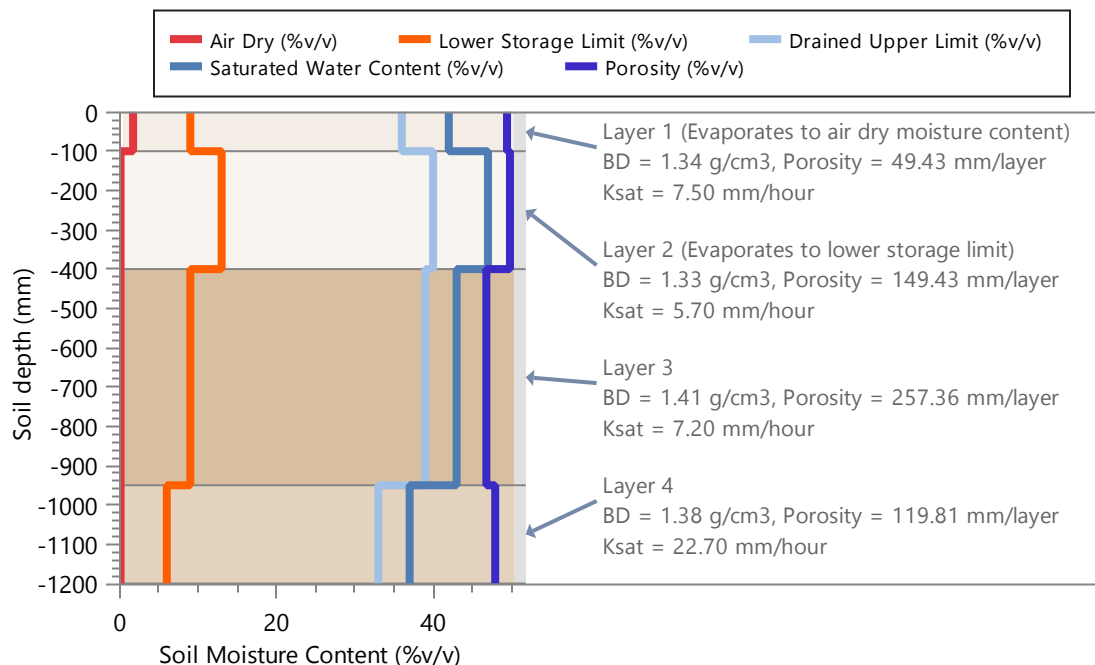 Air Dry (%v/v) Lower Storage Limit (%v/v) Drained Upper Limit (%v/v)
Saturated Water Content (%v/v) Porosity (%v/v)
Soil depth (mm)
0
-100
-200
-300
-400
-500
-600
-700
-800
-900
-1000
-1100
-1200
Layer 1 (Evaporates to air dry moisture content)
BD = 1.34 g/cm3, Porosity = 49.43 mm/layer
Ksat = 7.50 mm/hour
Layer 2 (Evaporates to lower storage limit)
BD = 1.33 g/cm3, Porosity = 149.43 mm/layer
Ksat = 5.70 mm/hour
Layer 3
BD = 1.41 g/cm3, Porosity = 257.36 mm/layer
Ksat = 7.20 mm/hour
Layer 4
BD = 1.38 g/cm3, Porosity = 119.81 mm/layer
Ksat = 22.70 mm/hour
0 20 40
Soil Moisture Content (%v/v)